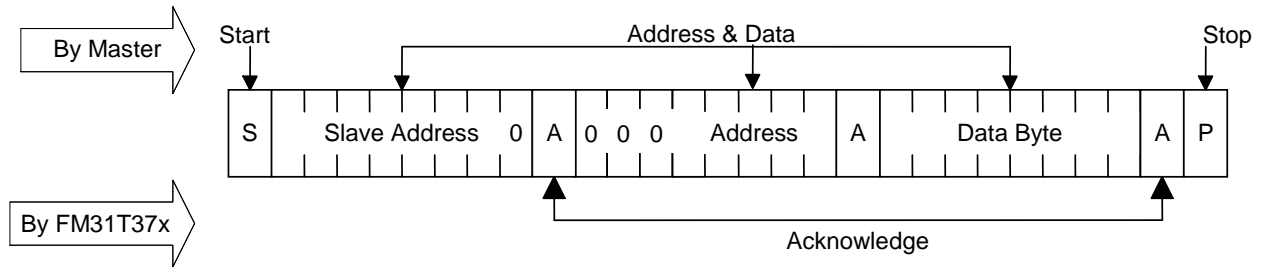 By Master
Start
Address & Data
Stop
S Slave Address 0 A 0 0 0 Address A Data Byte A P
By FM31T37x
Acknowledge